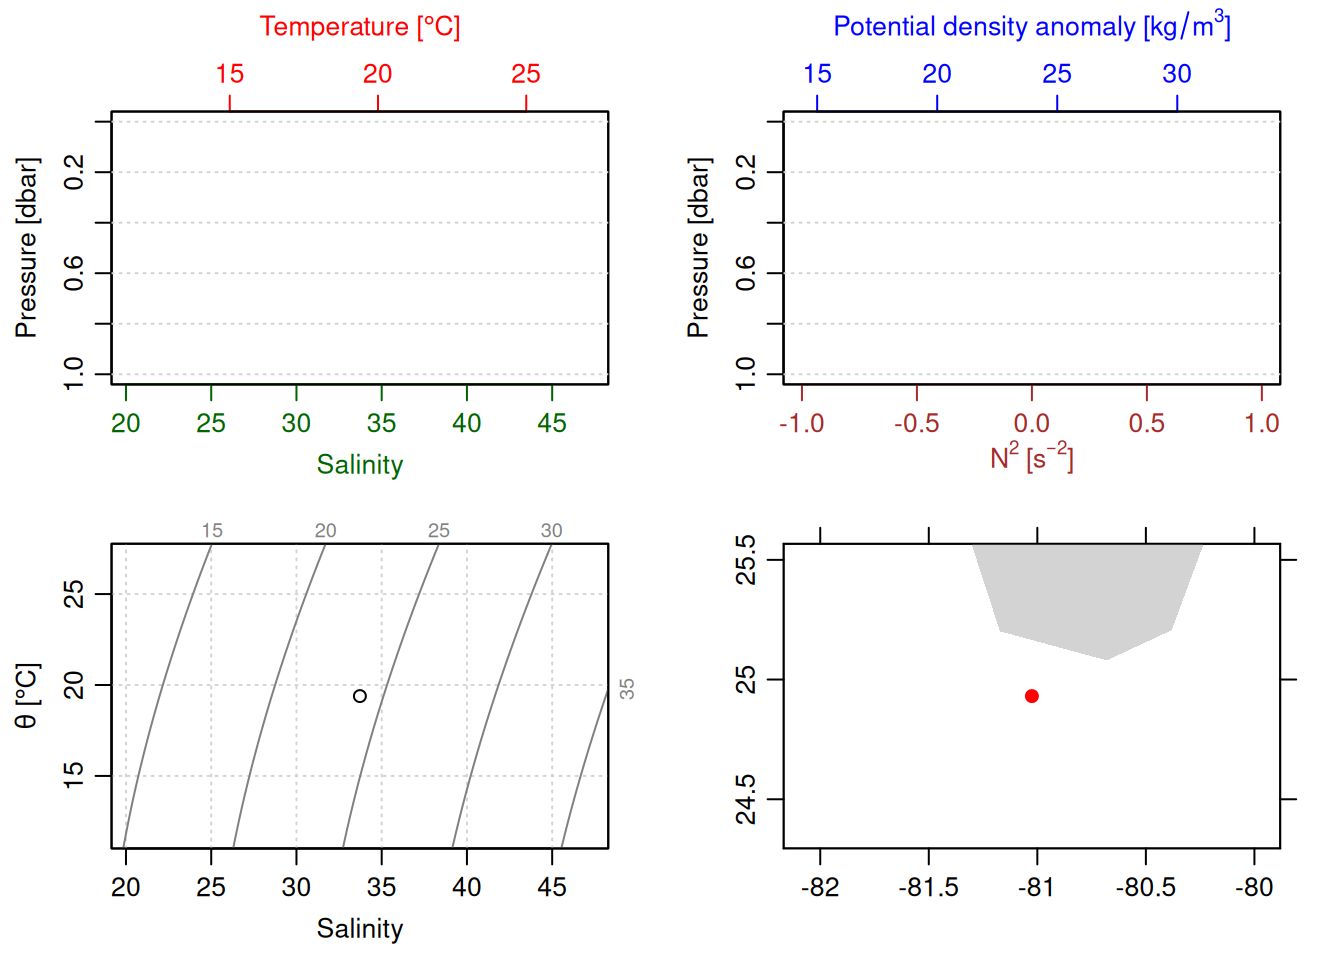 Temperature [°C]
15 20 25
Pressure [dbar]
0.2
0.6
1.0
20 25 30 35 40 45
Salinity
Potential density anomaly [kg/m³]
15 20 25 30
Pressure [dbar]
0.2
0.6
1.0
-1.0 -0.5 0.0 0.5 1.0
N² [s⁻²]
15 20 25 30
35
θ [°C]
25
20
15
20 25 30 35 40 45
Salinity
25.5
25
24.5
-82 -81.5 -81 -80.5 -80